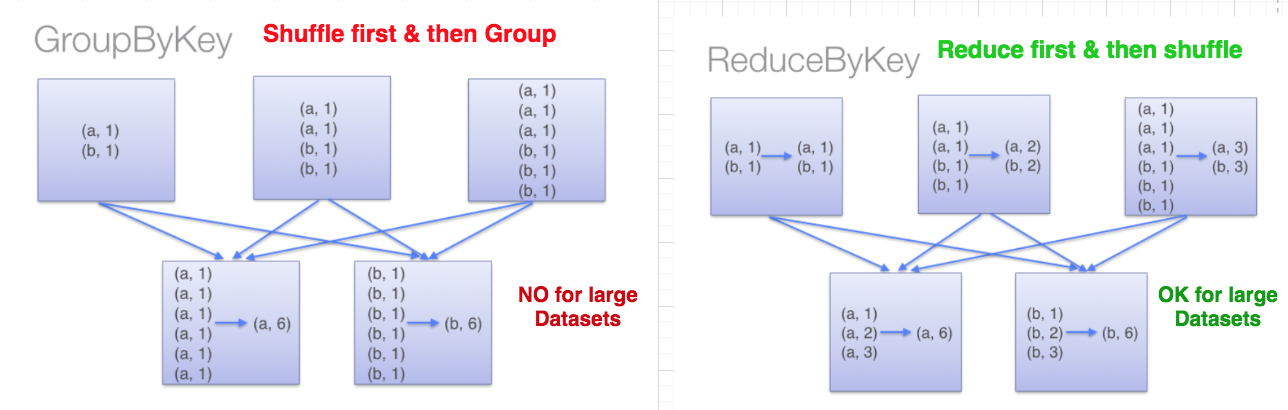 GroupByKey
Shuffle first & then Group
(a, 1)
(b, 1)
(a, 1)
(a, 1)
(b, 1)
(b, 1)
(a, 1)
(a, 1)
(a, 1)
(b, 1)
(b, 1)
(b, 1)
(a, 1)
(a, 1)
(a, 1)
(a, 1)
(a, 1)
(a, 1)
(a, 6)
(b, 1)
(b, 1)
(b, 1)
(b, 1)
(b, 1)
(b, 1)
(b, 6)
NO for large
Datasets
ReduceByKey
Reduce first & then shuffle
(a, 1)
(b, 1)
(a, 1)
(b, 1)
(a, 1)
(a, 1)
(b, 1)
(b, 1)
(a, 2)
(b, 2)
(a, 1)
(a, 1)
(a, 1)
(b, 1)
(b, 1)
(b, 1)
(a, 3)
(b, 3)
(a, 1)
(a, 2)
(a, 3)
(a, 6)
(b, 1)
(b, 2)
(b, 3)
(b, 6)
OK for large
Datasets